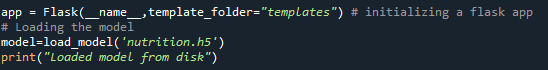 app = Flask(__name__,template_folder="templates") # initializing a flask app
# Loading the model
model=load_model('nutrition.h5')
print("Loaded model from disk")